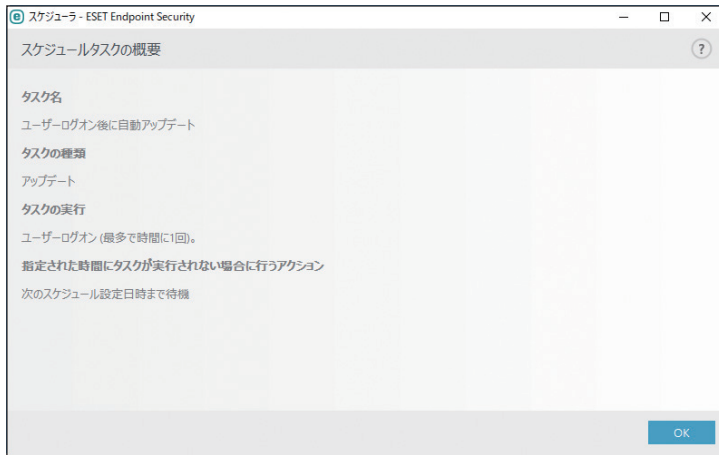 スケジューラ - ESET Endpoint Security
スケジュールタスクの概要
?
タスク名
ユーザーログオン後に自動アップデート
タスクの種類
アップデート
タスクの実行
ユーザーログオン (最多で時間に1回)。
指定された時間にタスクが実行されない場合に行うアクション
次のスケジュール設定日時まで待機
OK